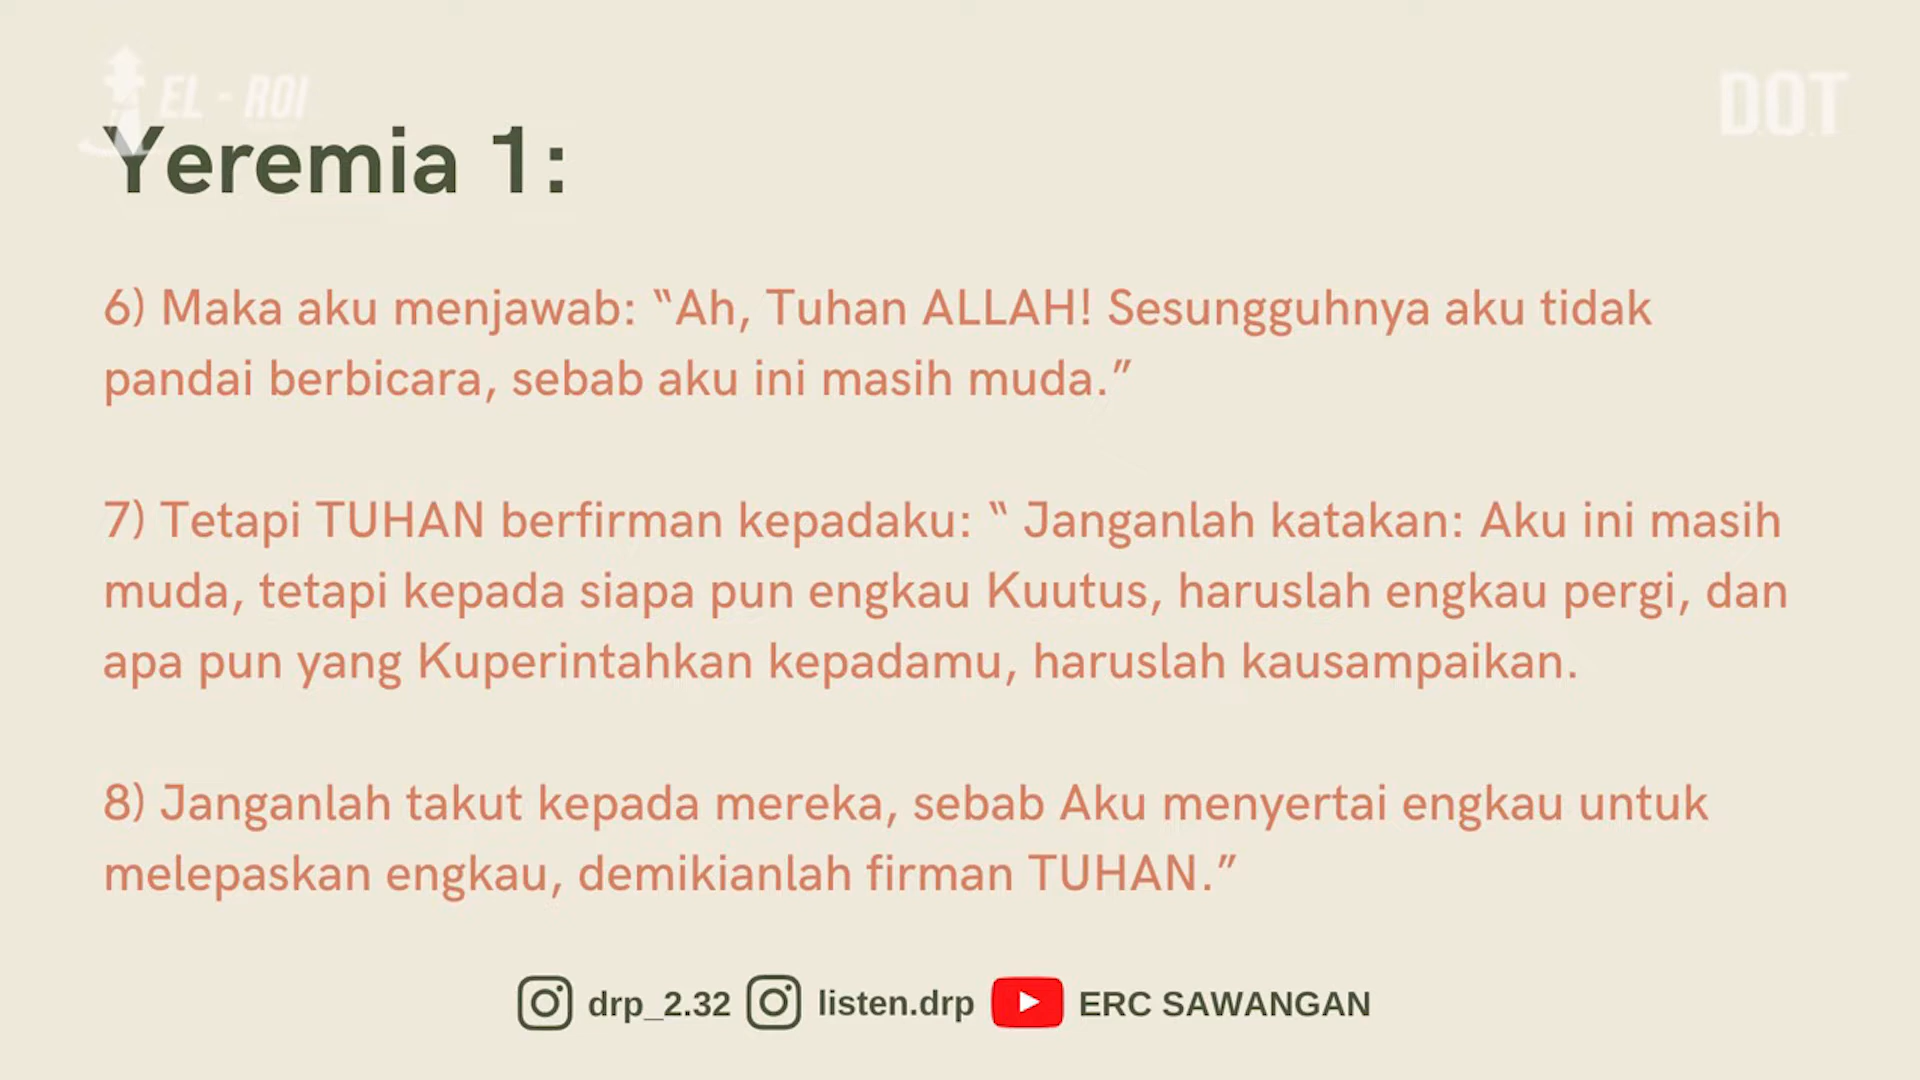 EL - ROI
D.O.T
Yeremia 1:
6) Maka aku menjawab: “Ah, Tuhan ALLAH! Sesungguhnya aku tidak
pandai berbicara, sebab aku ini masih muda.”
7) Tetapi TUHAN berfirman kepadaku: “ Janganlah katakan: Aku ini masih
muda, tetapi kepada siapa pun engkau Kuutus, haruslah engkau pergi, dan
apa pun yang Kuperintahkan kepadamu, haruslah kausampaikan.
8) Janganlah takut kepada mereka, sebab Aku menyertai engkau untuk
melepaskan engkau, demikianlah firman TUHAN.”
drp_2.32 listen.drp ERC SAWANGAN